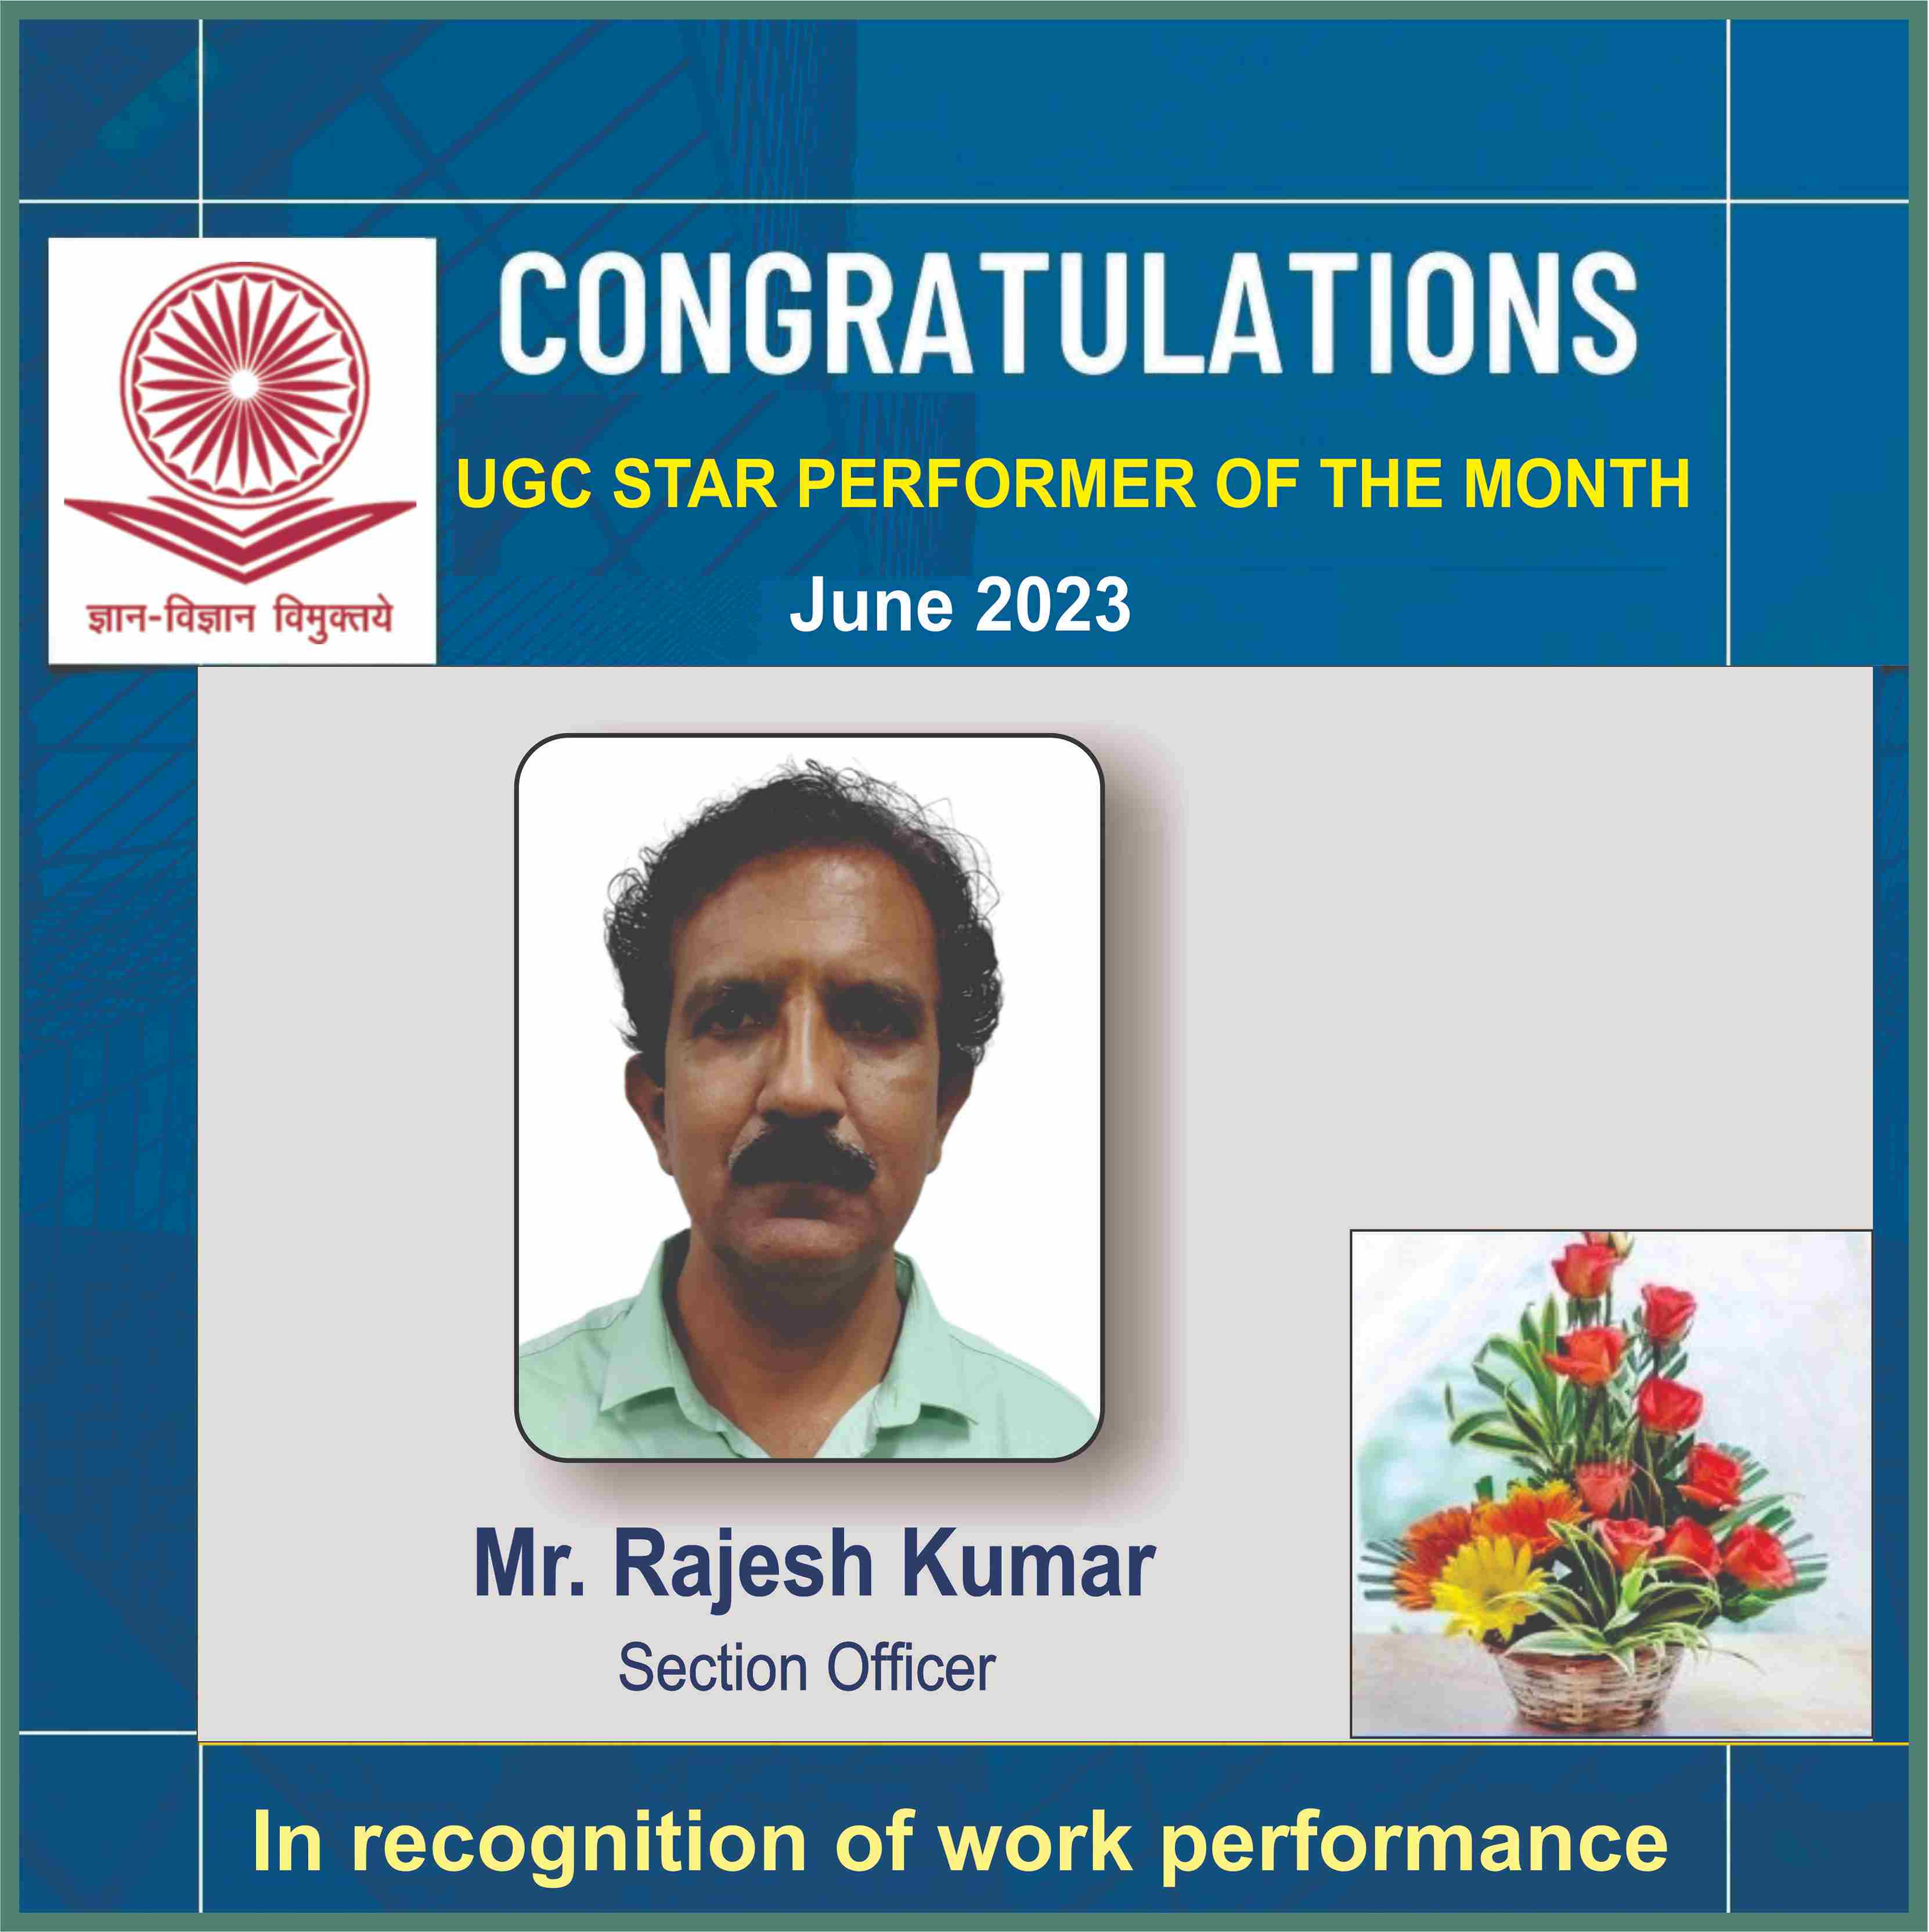 CONGRATULATIONS
UGC STAR PERFORMER OF THE MONTH
June 2023
ज्ञान-विज्ञान विमुक्तये
Mr. Rajesh Kumar
Section Officer
In recognition of work performance